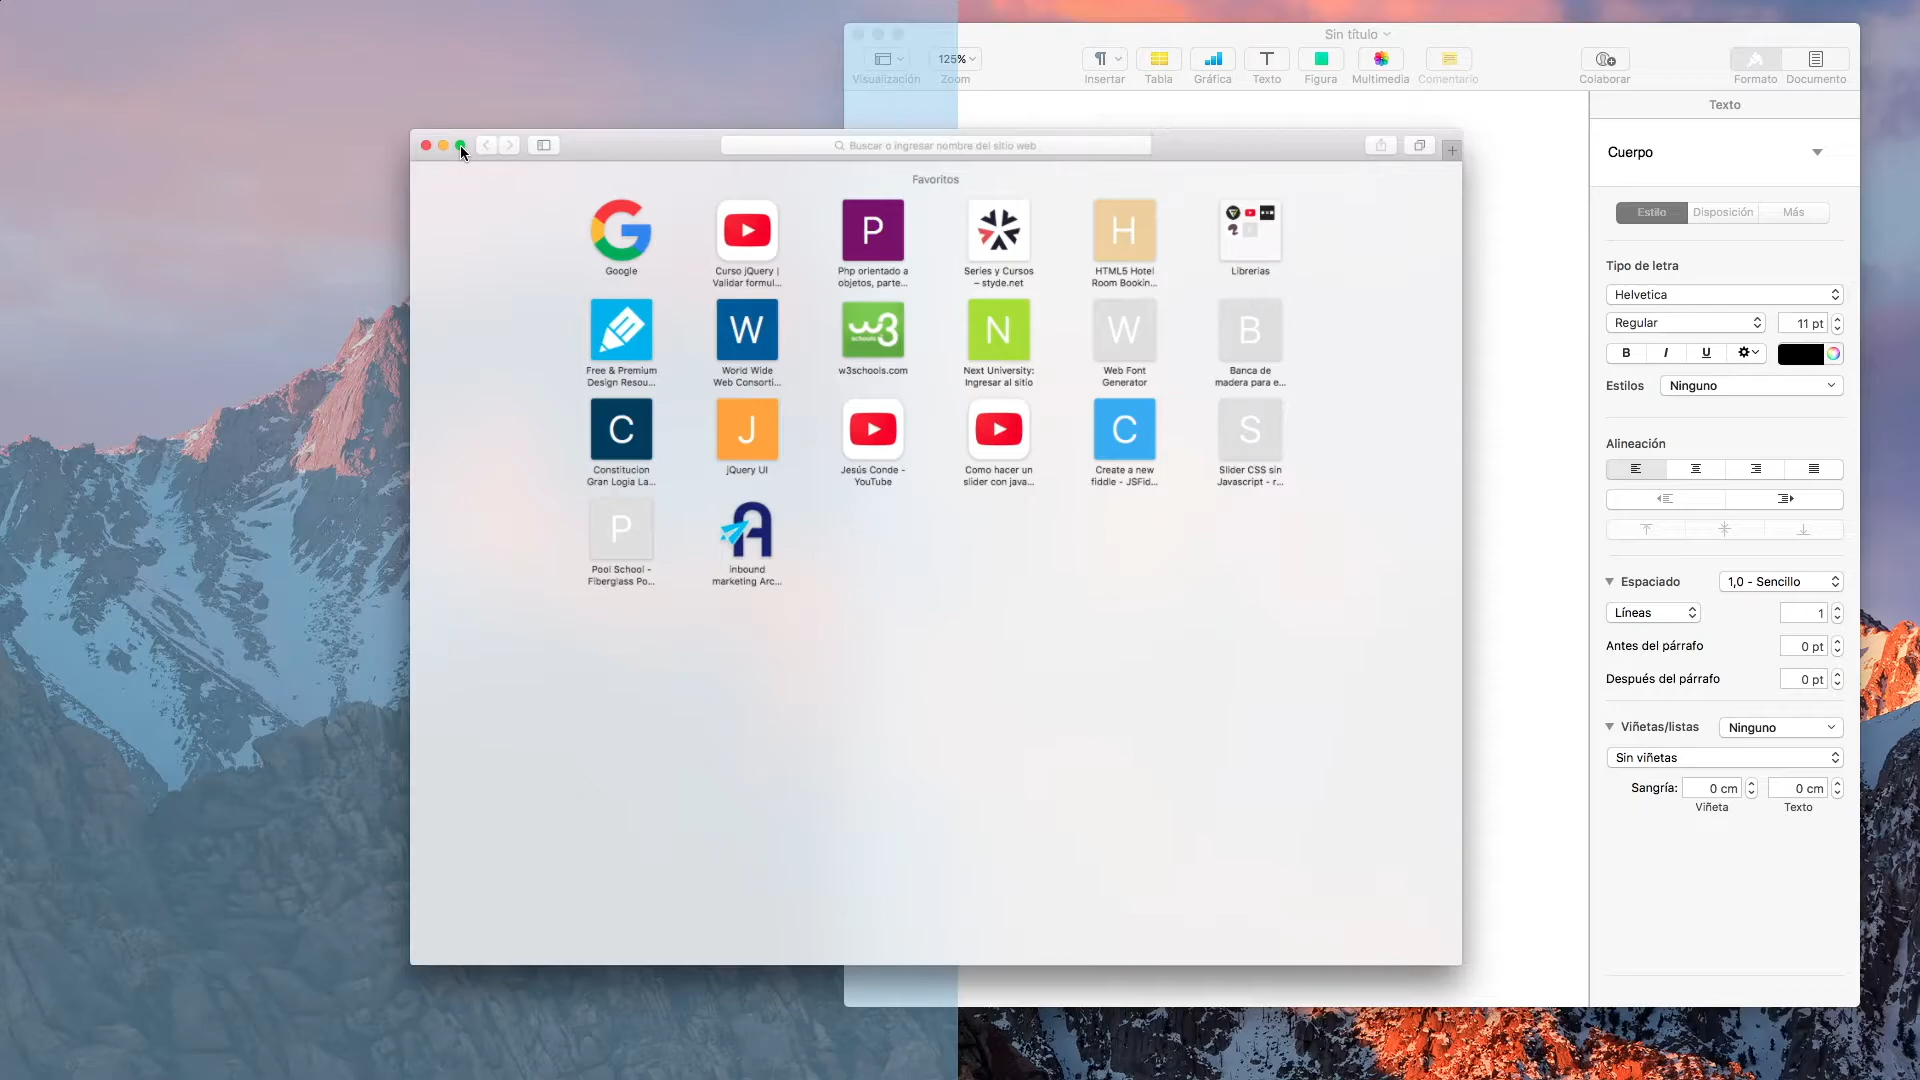 Sin título
125%
Visualización
Zoom
Insertar
Tabla
Gráfica
Texto
Figura
Multimedia
Comentario
Colaborar
Formato
Documento
Buscar o ingresar nombre del sitio web
Favoritos
Google
Curso jQuery |
Validar formul...
P
Php orientado a
objetos, parte...
Series y Cursos
– styde.net
H
HTML5 Hotel
Room Bookin...
Librerias
Free & Premium
Design Resou...
W
World Wide
Web Consorti...
w3
schools
w3schools.com
N
Next University:
Ingresar al sitio
W
Web Font
Generator
B
Banca de
madera para e...
C
Constitucion
Gran Logia La...
J
jQuery UI
Jesús Conde -
YouTube
Como hacer un
slider con java...
C
Create a new
fiddle - JSFid...
S
Slider CSS sin
Javascript - r...
P
Pool School -
Fiberglass Po...
inbound
marketing Arc...
Texto
Cuerpo
Estilo
Disposición
Más
Tipo de letra
Helvetica
Regular
11 pt
B
I
U
Estilos
Ninguno
Alineación
Espaciado
1,0 - Sencillo
Líneas
1
Antes del párrafo
0 pt
Después del párrafo
0 pt
Viñetas/listas
Ninguno
Sin viñetas
Sangría:
0 cm
0 cm
Viñeta
Texto